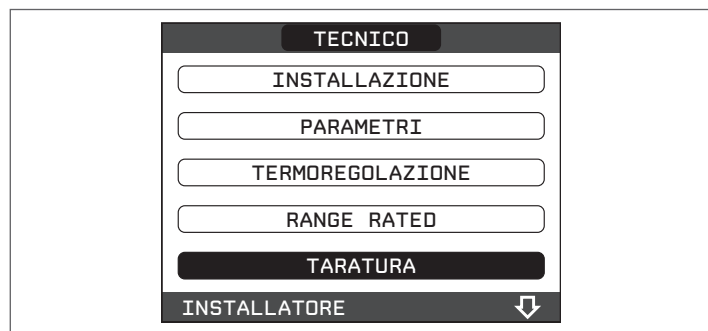 TECNICO
INSTALLAZIONE
PARAMETRI
TERMOREGOLAZIONE
RANGE RATED
TARATURA
INSTALLATORE